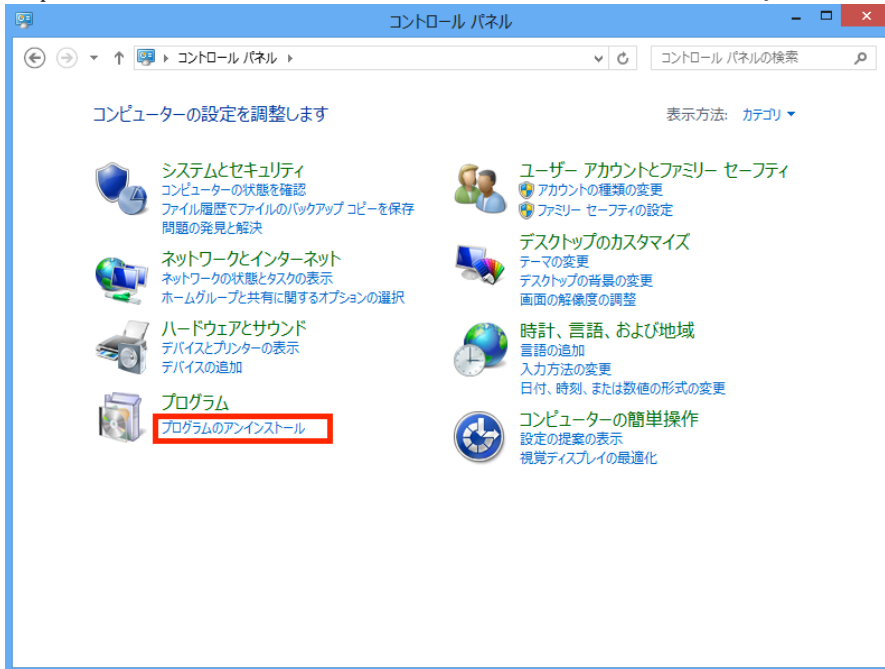 コントロール パネル
コントロール パネル
コントロール パネルの検索
コンピューターの設定を調整します
表示方法: カテゴリ
システムとセキュリティ
コンピューターの状態を確認
ファイル履歴でファイルのバックアップ コピーを保存
問題の発見と解決
ネットワークとインターネット
ネットワークの状態とタスクの表示
ホームグループと共有に関するオプションの選択
ハードウェアとサウンド
デバイスとプリンターの表示
デバイスの追加
プログラム
プログラムのアンインストール
ユーザー アカウントとファミリー セーフティ
アカウントの種類の変更
ファミリー セーフティの設定
デスクトップのカスタマイズ
テーマの変更
デスクトップの背景の変更
画面の解像度の調整
時計、言語、および地域
言語の追加
入力方法の変更
日付、時刻、または数値の形式の変更
コンピューターの簡単操作
設定の提案の表示
視覚ディスプレイの最適化